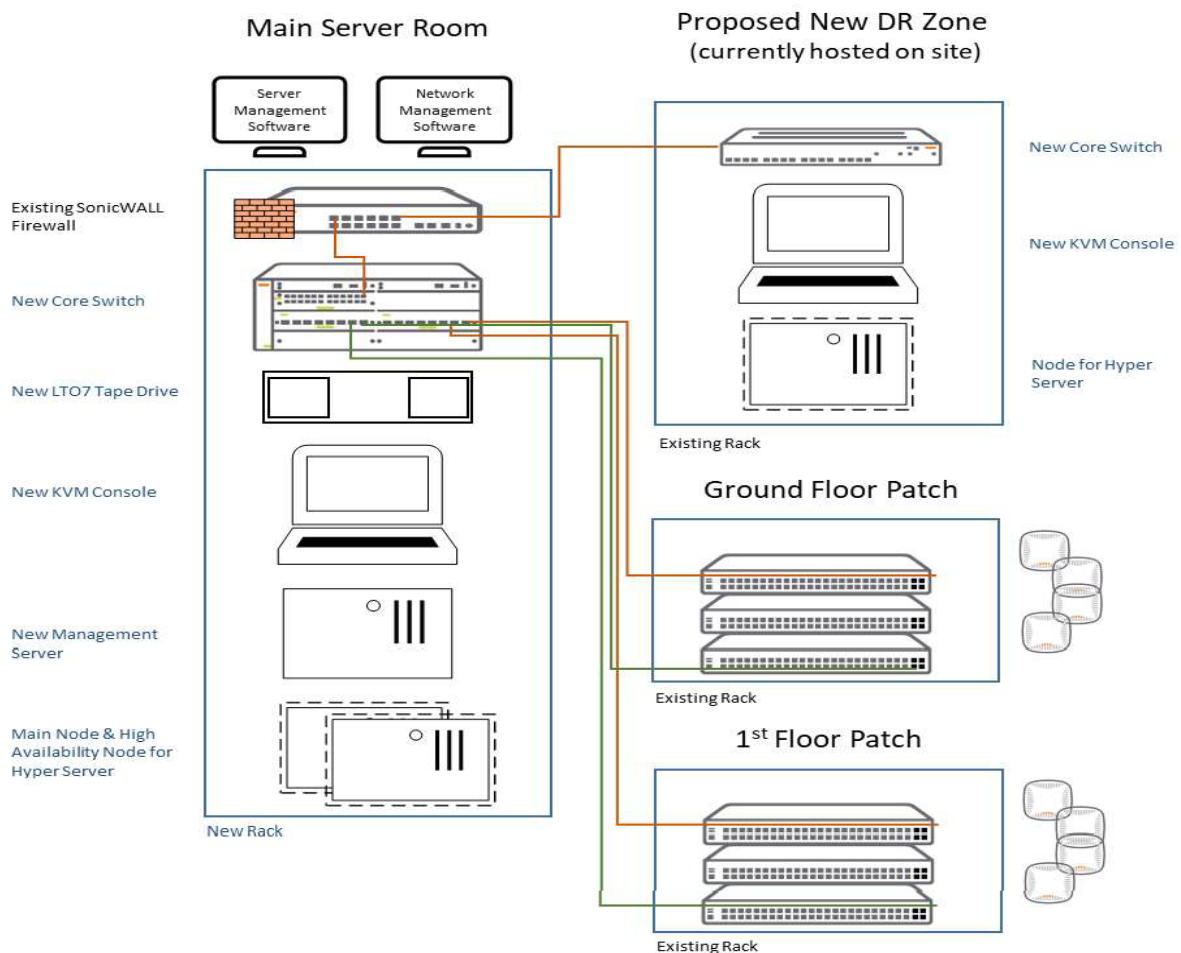 Main Server Room
Server
Management
Software
Network
Management
Software
Existing SonicWALL
Firewall
New Core Switch
New LTO7 Tape Drive
New KVM Console
New Management
Server
Main Node & High
Availability Node for
Hyper Server
New Rack
Proposed New DR Zone
(currently hosted on site)
New Core Switch
New KVM Console
Node for Hyper
Server
Existing Rack
Ground Floor Patch
Existing Rack
1st Floor Patch
Existing Rack